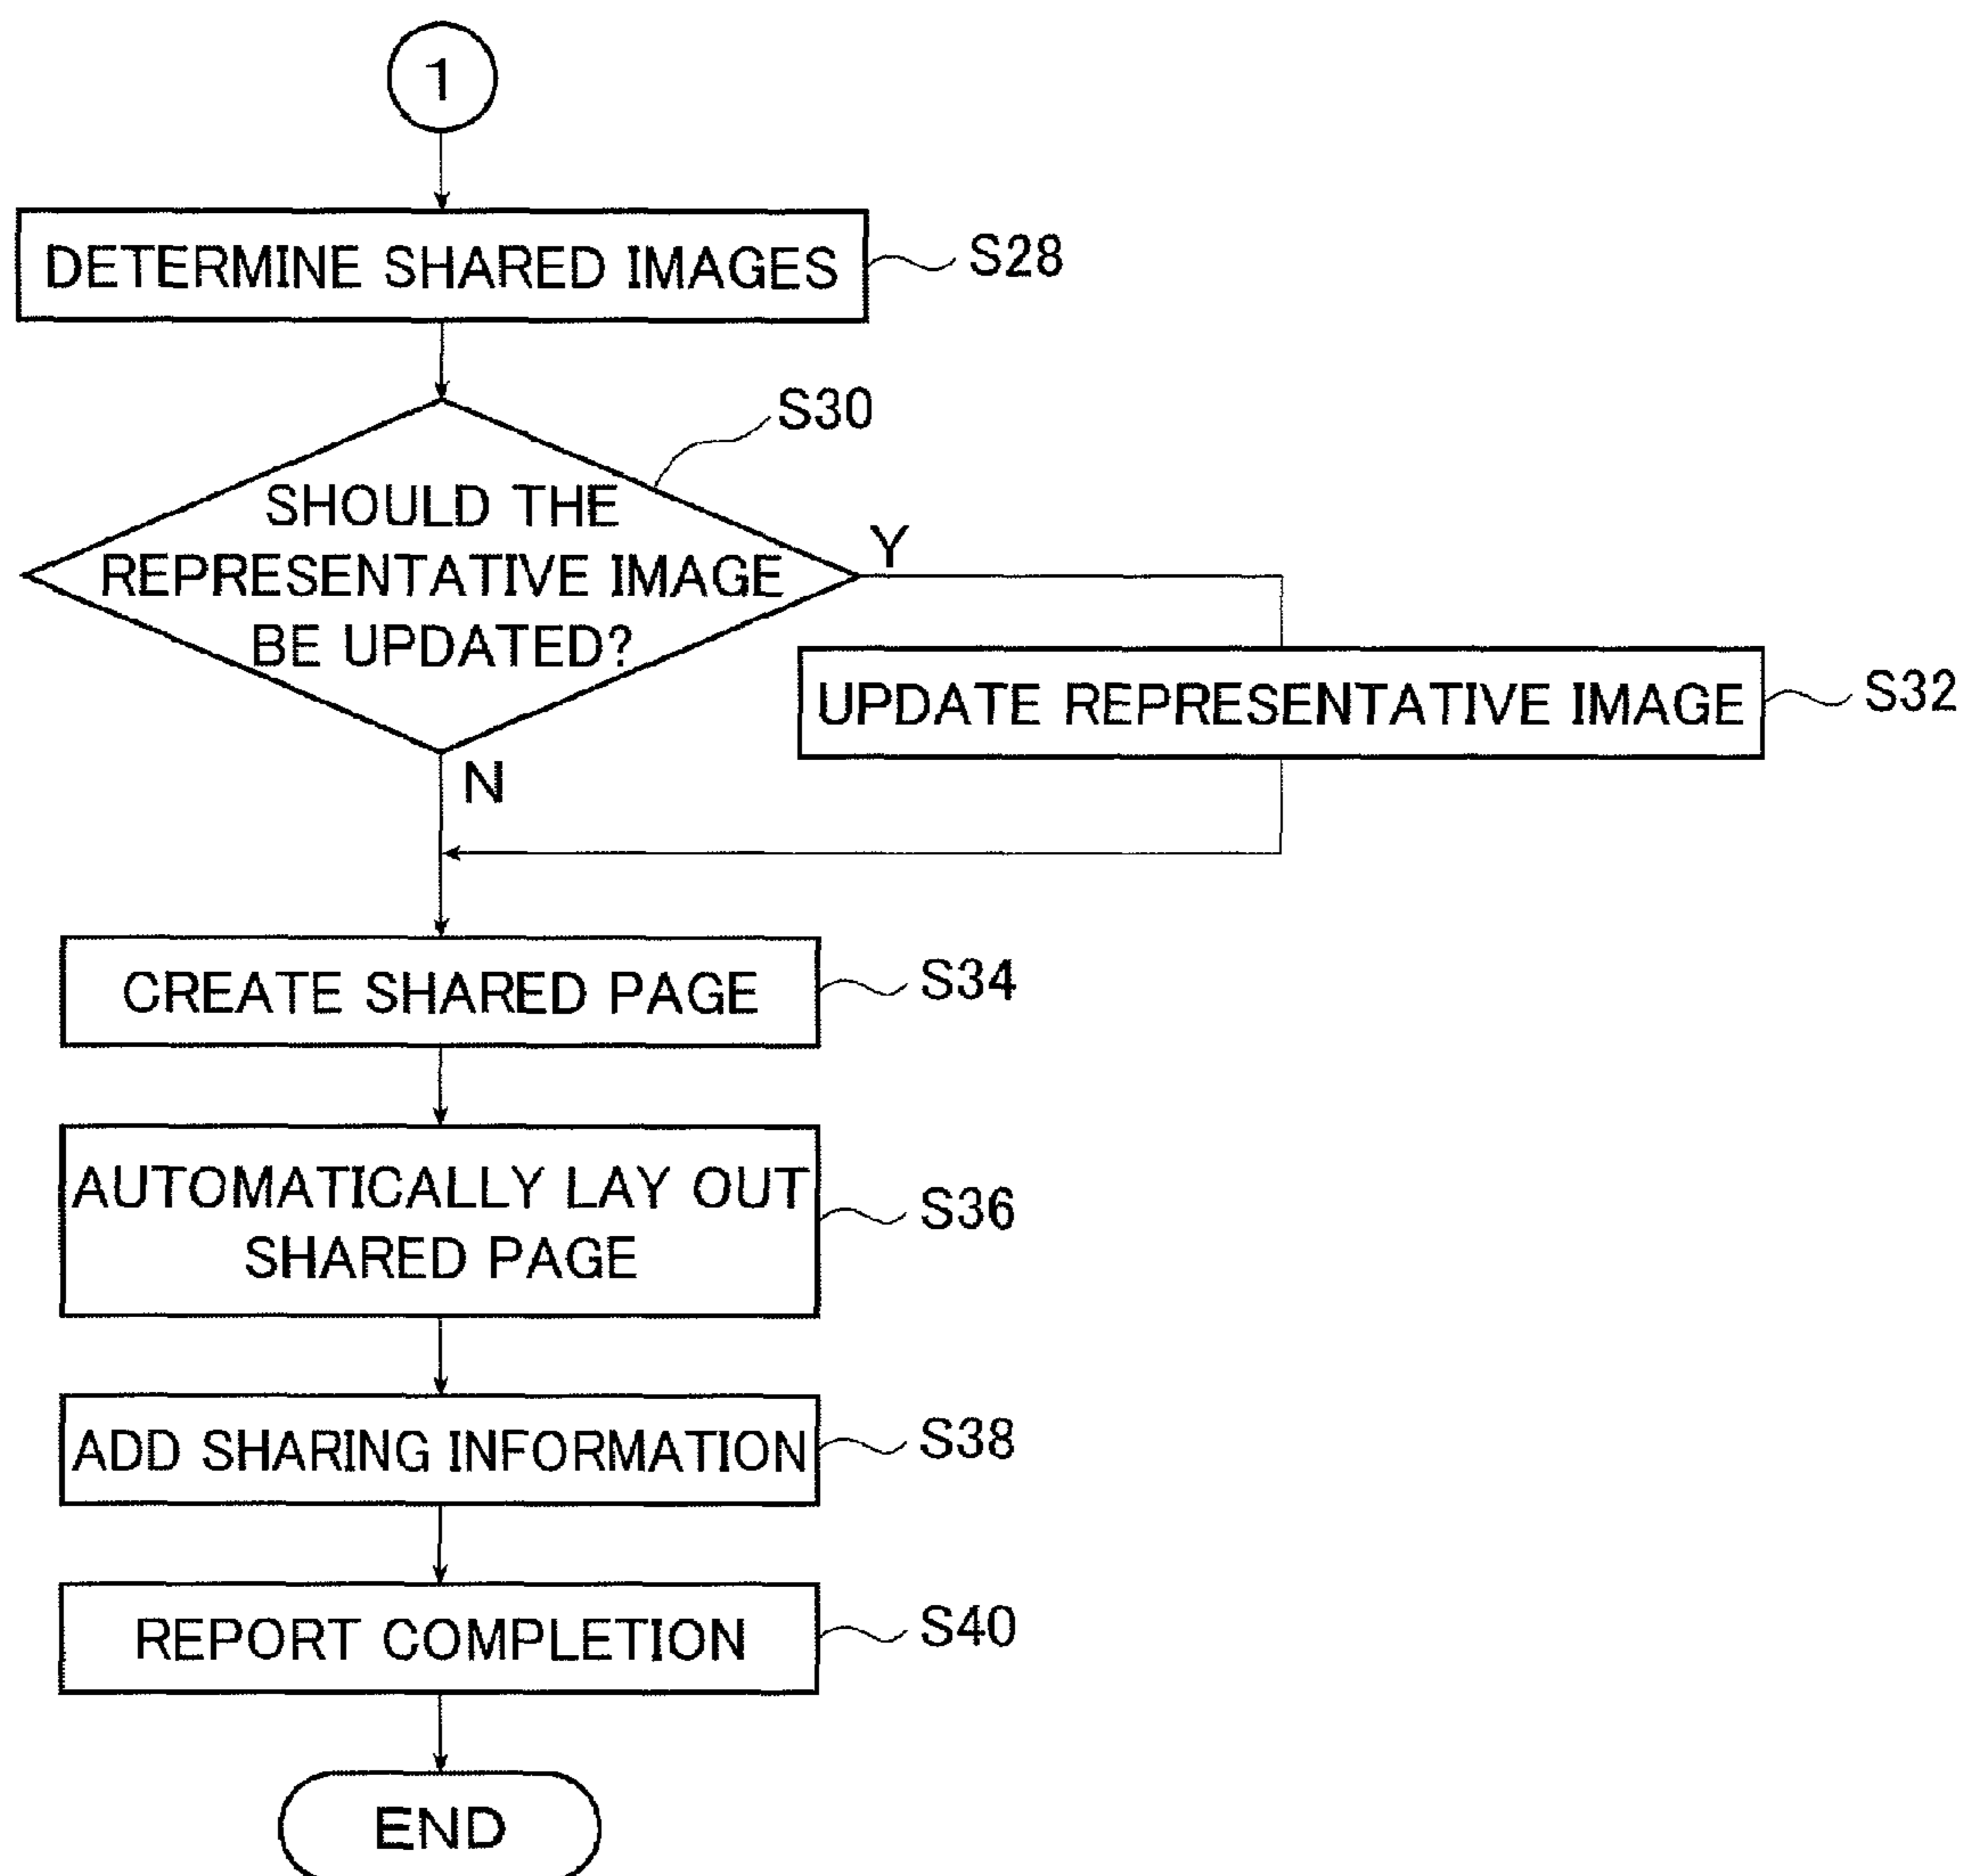 1
DETERMINE SHARED IMAGES
S28
S30
SHOULD THE
REPRESENTATIVE IMAGE
BE UPDATED?
Y
UPDATE REPRESENTATIVE IMAGE
S32
N
CREATE SHARED PAGE
S34
AUTOMATICALLY LAY OUT
SHARED PAGE
S36
ADD SHARING INFORMATION
S38
REPORT COMPLETION
S40
END